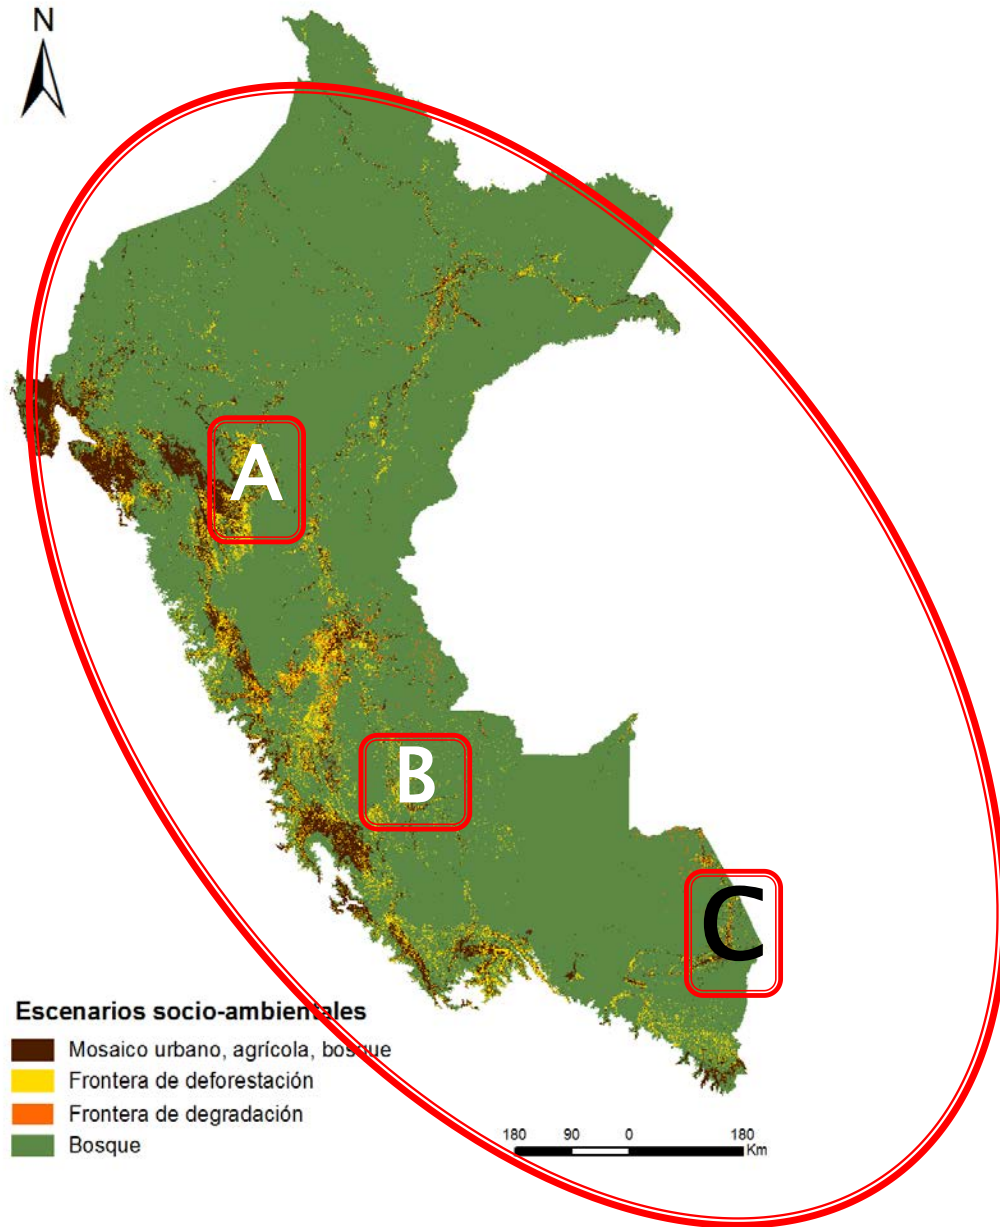 N
A
B
C
Escenarios socio-ambientales
Mosaico urbano, agrícola, bosque
Frontera de deforestación
Frontera de degradación
Bosque
180 90 0 180
Km